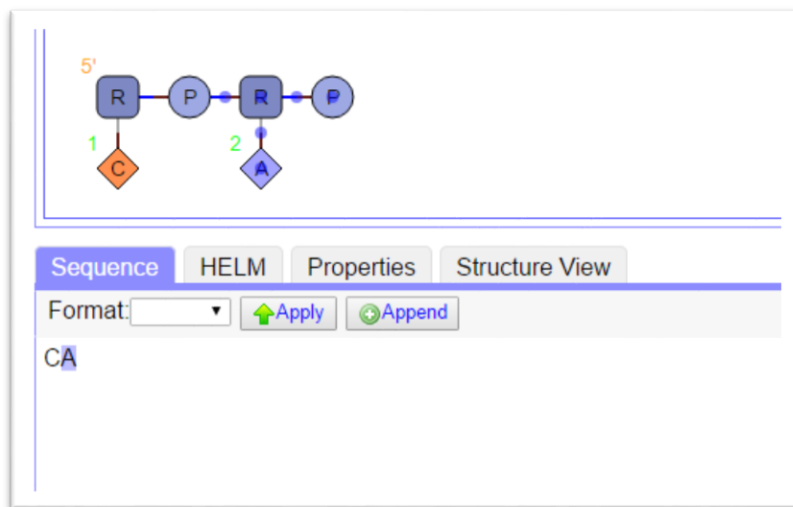 5'
R P R P
1 2
C A
Sequence HELM Properties Structure View
Format: Apply Append
CA